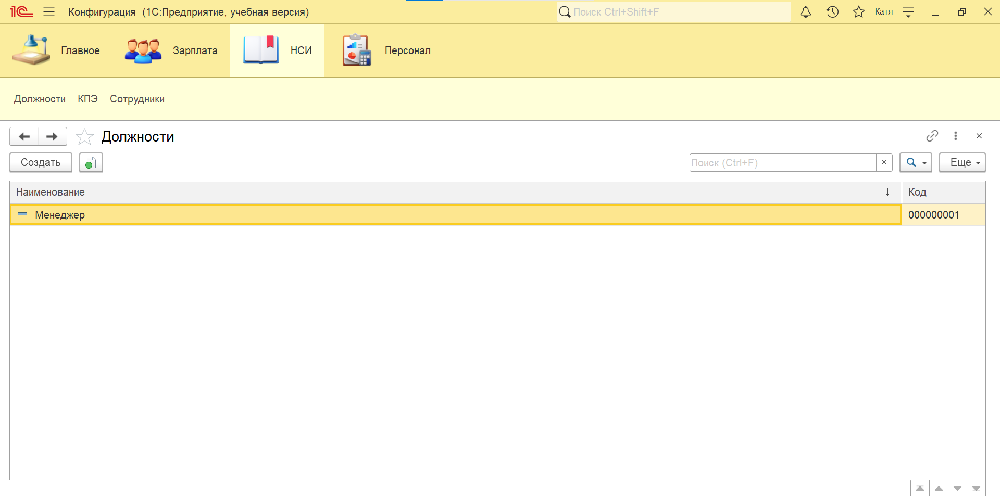 1С Конфигурация (1С:Предприятие, учебная версия) Поиск Ctrl+Shift+F Катя
Главное Зарплата НСИ Персонал
Должности КПЭ Сотрудники
Должности
Создать Поиск (Ctrl+F) × Еще
Наименование ↓ Код
Менеджер 000000001